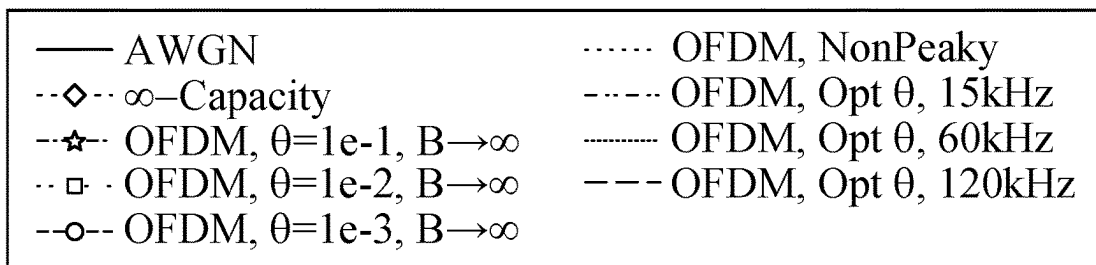 AWGN
∞–Capacity
OFDM, θ=1e-1, B→∞
OFDM, θ=1e-2, B→∞
OFDM, θ=1e-3, B→∞
OFDM, NonPeaky
OFDM, Opt θ, 15kHz
OFDM, Opt θ, 60kHz
OFDM, Opt θ, 120kHz